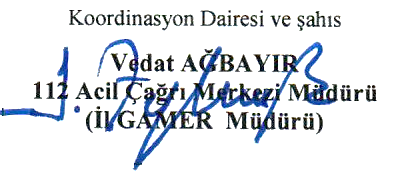 Koordinasyon Dairesi ve şahıs
Vedat AĞBAYIR
112 Acil Çağrı Merkezi Müdürü
(İl GAMER Müdürü)